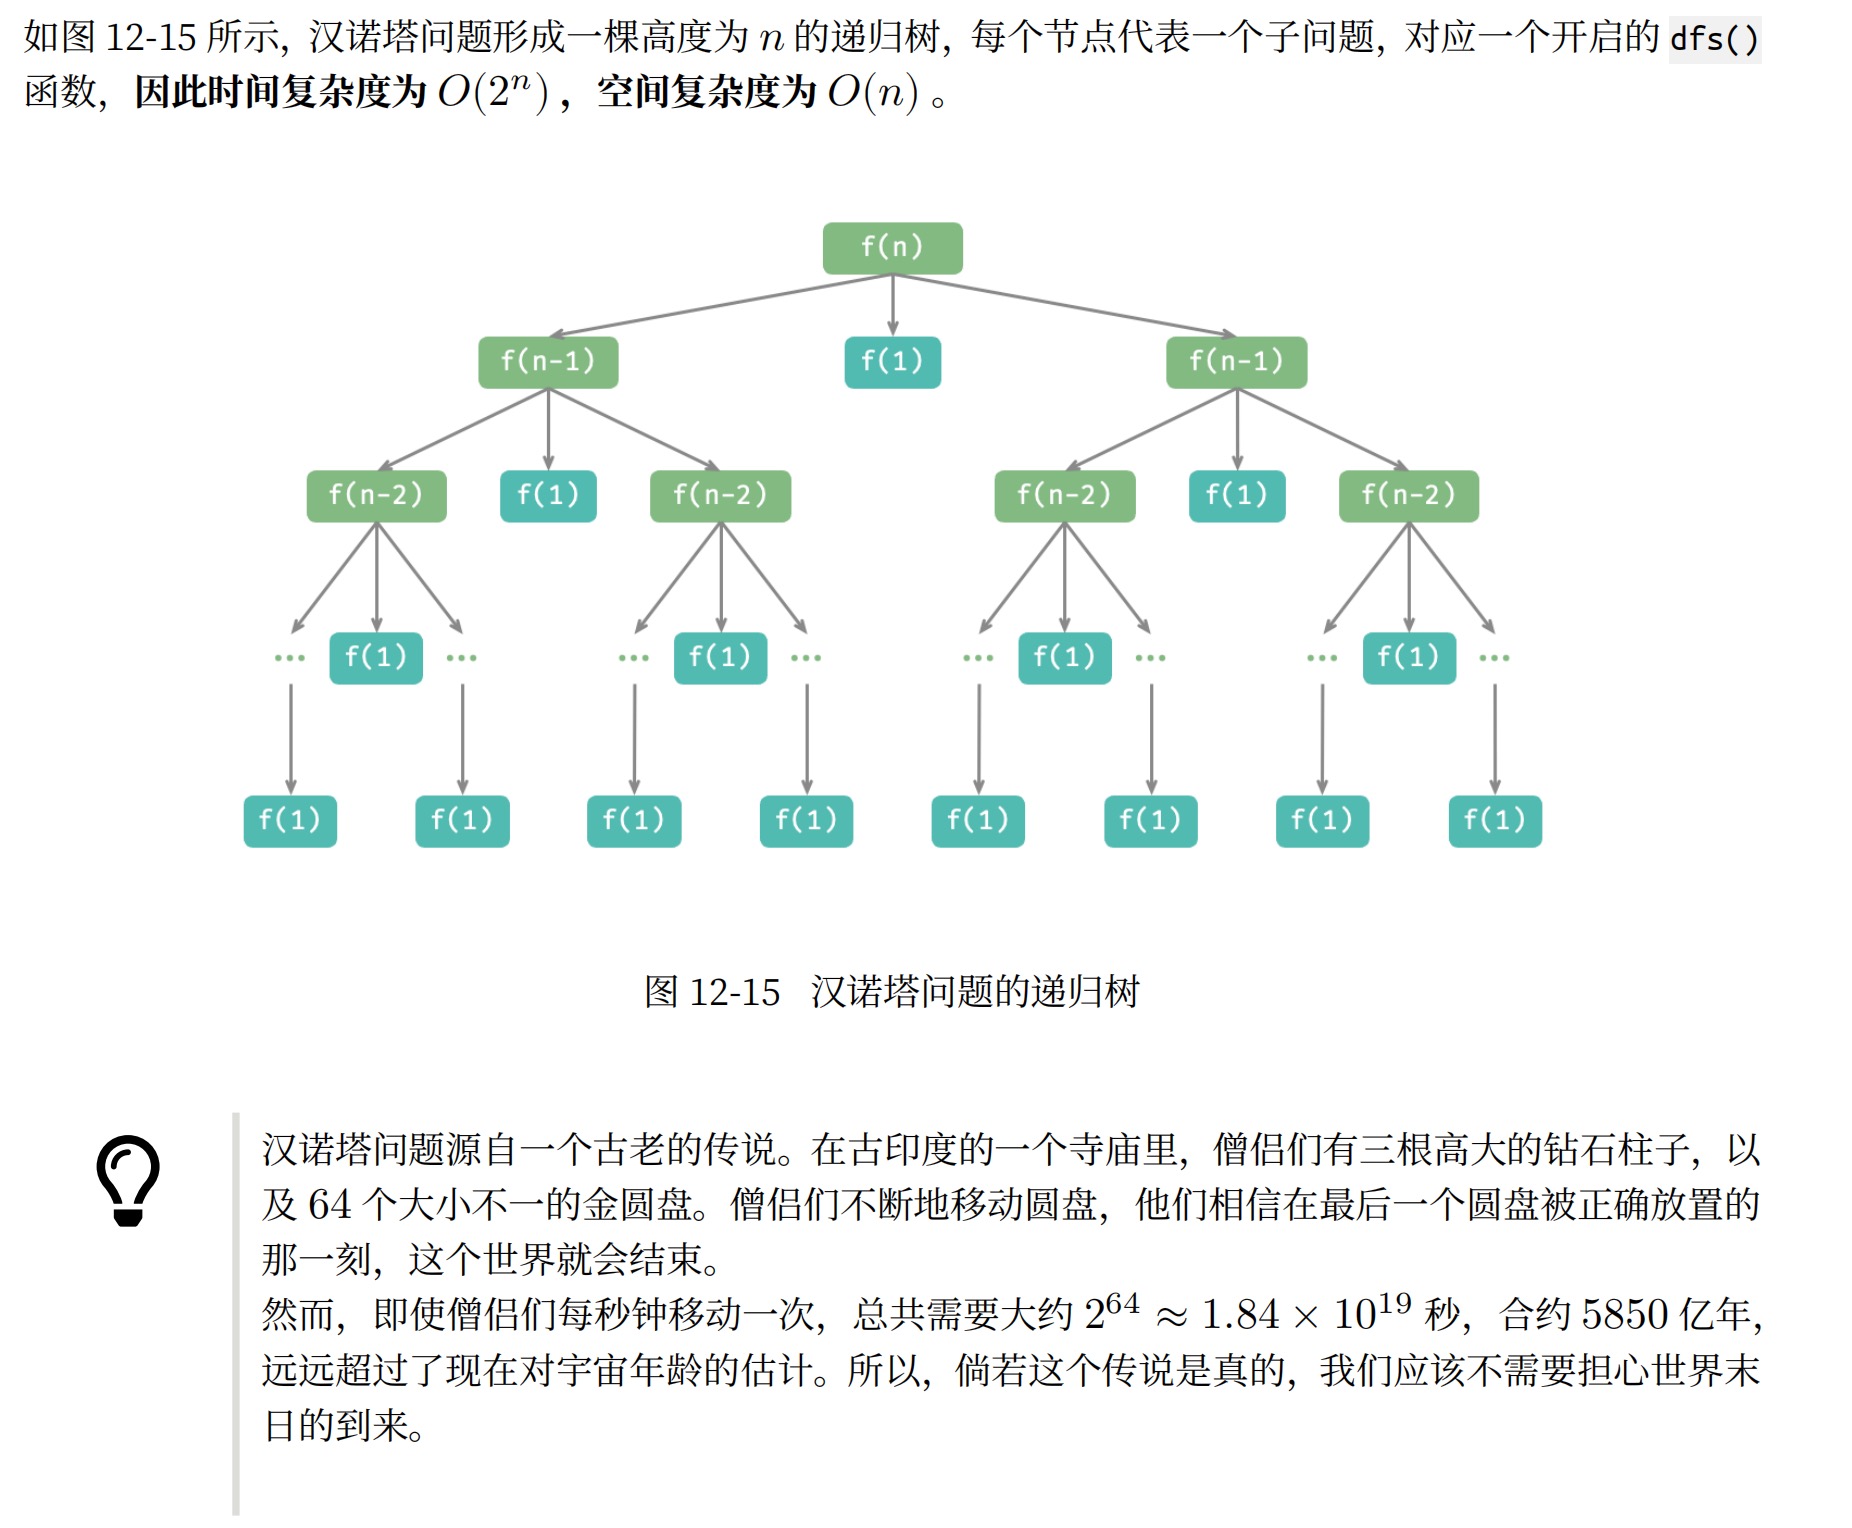 如图 12-15 所示，汉诺塔问题形成一棵高度为 n 的递归树，每个节点代表一个子问题，对应一个开启的 dfs()
函数，因此时间复杂度为 O(2^n)，空间复杂度为 O(n) 。
f(n)
f(n-1) f(1) f(n-1)
f(n-2) f(1) f(n-2) f(n-2) f(1) f(n-2)
... f(1) ... ... f(1) ... ... f(1) ... ... f(1) ...
f(1) f(1) f(1) f(1) f(1) f(1) f(1) f(1)
图 12-15 汉诺塔问题的递归树
汉诺塔问题源自一个古老的传说。在古印度的一个寺庙里，僧侣们有三根高大的钻石柱子，以
及 64 个大小不一的金圆盘。僧侣们不断地移动圆盘，他们相信在最后一个圆盘被正确放置的
那一刻，这个世界就会结束。
然而，即使僧侣们每秒钟移动一次，总共需要大约 2^64 ≈ 1.84 × 10^19 秒，合约 5850 亿年，
远远超过了现在对宇宙年龄的估计。所以，倘若这个传说是真的，我们应该不需要担心世界末
日的到来。